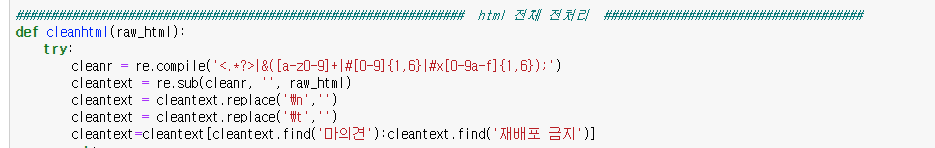 ################################################################# html 전체 전처리 #####################################
def cleanhtml(raw_html):
    try:
        cleanr = re.compile('<.*?>|&([a-z0-9]+|#[0-9]{1,6}|#x[0-9a-f]{1,6});')
        cleantext = re.sub(cleanr, '', raw_html)
        cleantext = cleantext.replace('₩n','')
        cleantext = cleantext.replace('₩t','')
        cleantext=cleantext[cleantext.find('마의견'):cleantext.find('재배포 금지')]